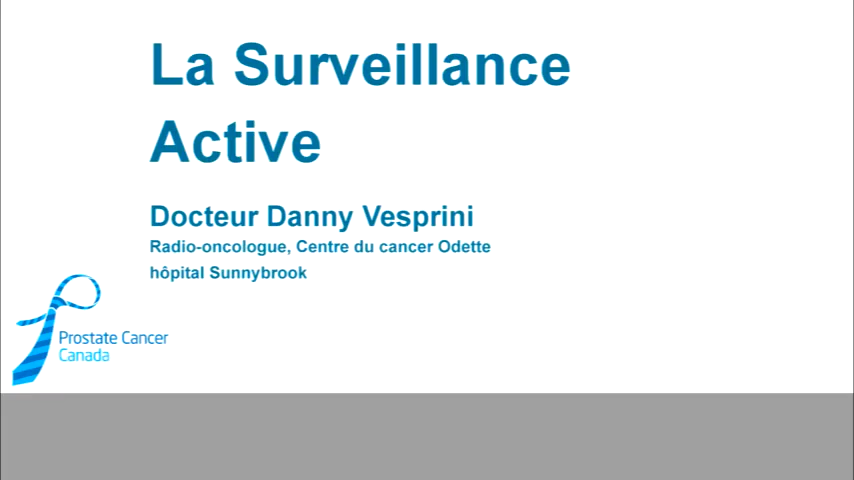 La Surveillance
Active
Docteur Danny Vesprini
Radio-oncologue, Centre du cancer Odette
hôpital Sunnybrook
Prostate Cancer
Canada